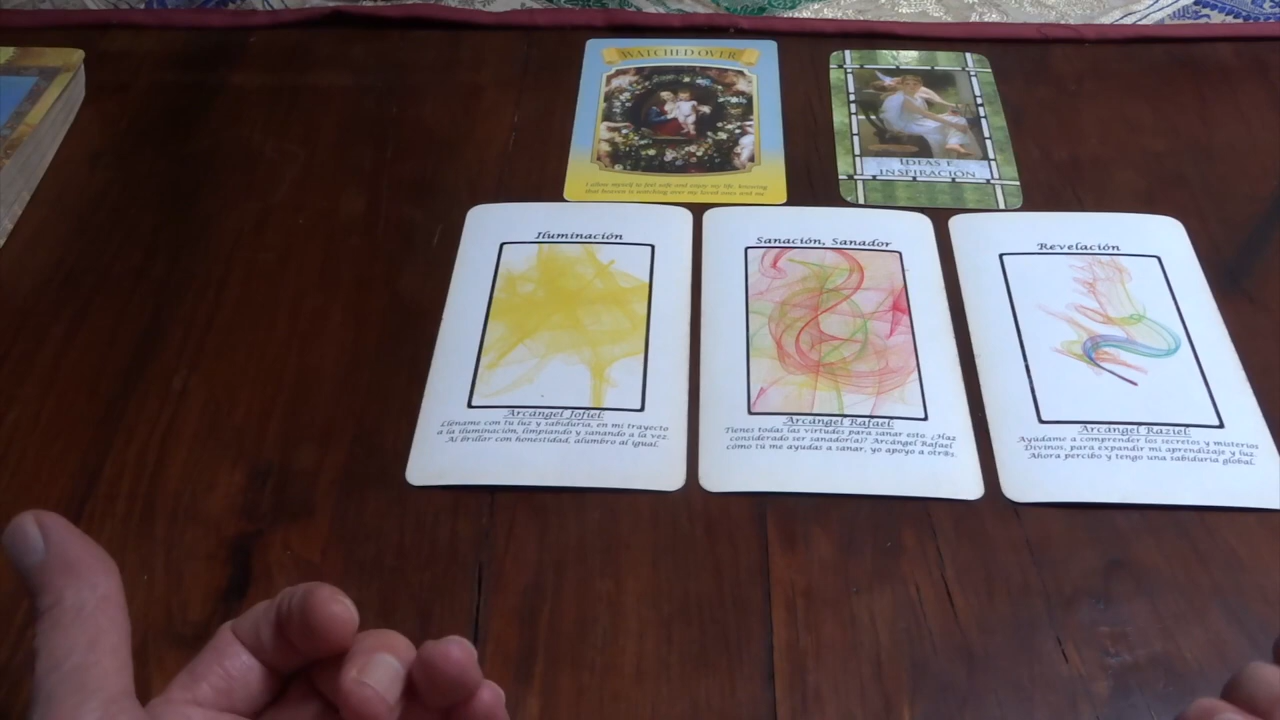 WATCHED OVER
I allow myself to feel safe and enjoy my life, knowing
that heaven is watching over my loved ones and me
IDEAS E
INSPIRACIÓN
Iluminación
Arcángel Jofiel:
Lléname con tu luz y sabiduría, en mi trayecto
a la iluminación, limpiando y sanando a la vez.
Al brillar con honestidad, alumbro al igual.
Sanación, Sanador
Arcángel Rafael:
Tienes todas las virtudes para sanar esto. ¿Haz
considerado ser sanador(a)? Arcángel Rafael
cómo tú me ayudas a sanar, yo apoyo a otr@s.
Revelación
Arcángel Raziel:
Ayúdame a comprender los secretos y misterios
Divinos, para expandir mi aprendizaje y luz.
Ahora percibo y tengo una sabiduría global.